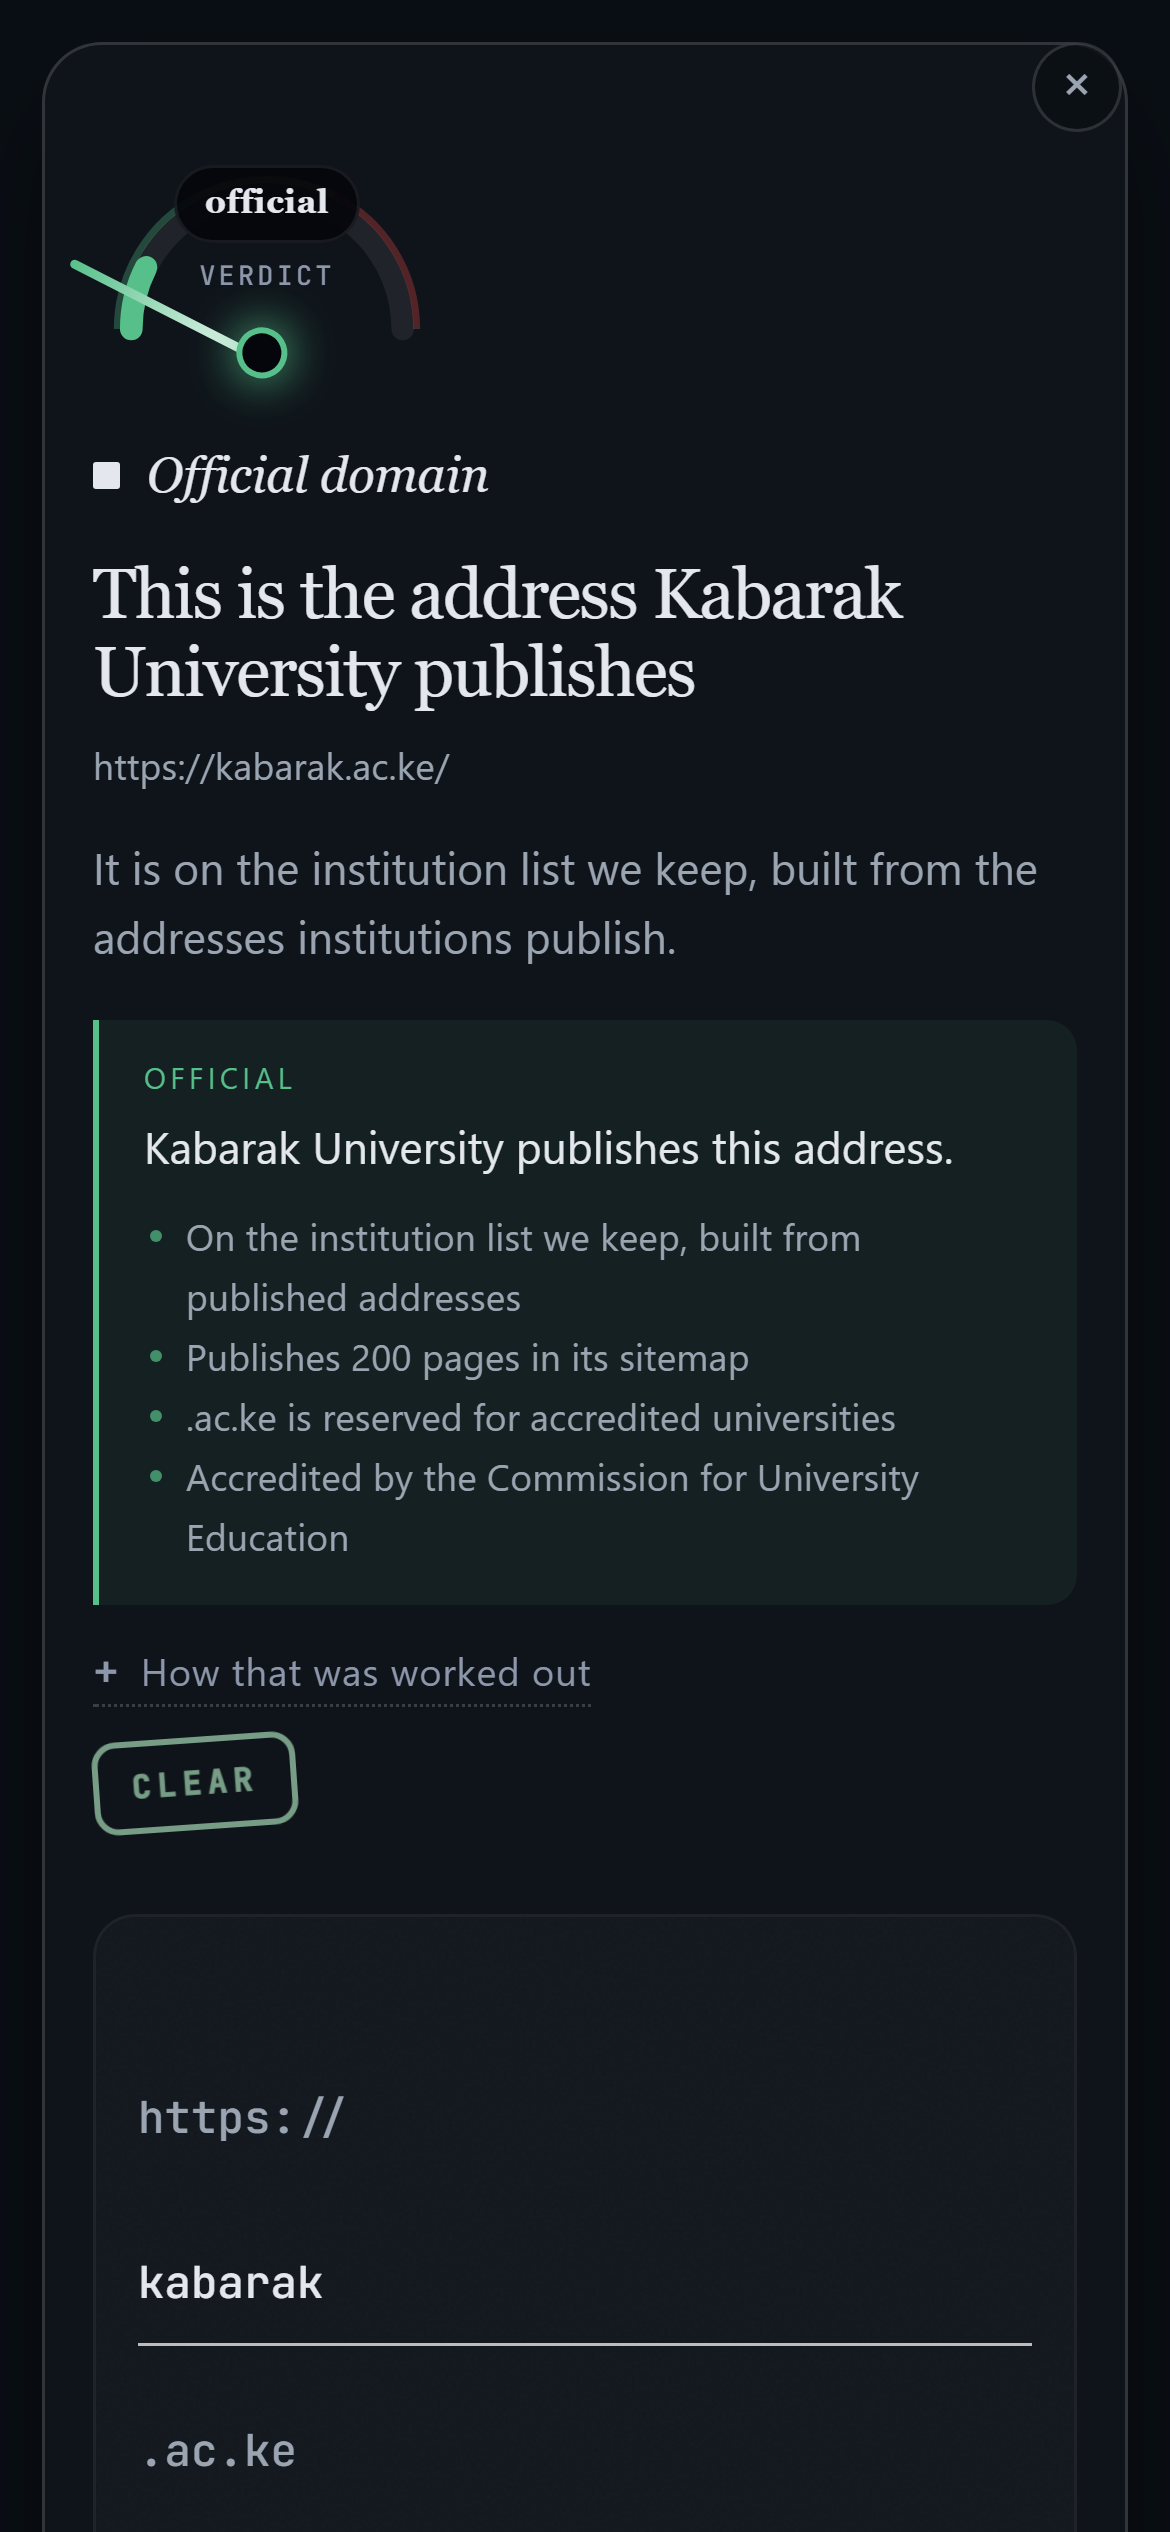 ×
official
VERDICT
Official domain
This is the address Kabarak
University publishes
https://kabarak.ac.ke/
It is on the institution list we keep, built from the
addresses institutions publish.
OFFICIAL
Kabarak University publishes this address.
• On the institution list we keep, built from
published addresses
• Publishes 200 pages in its sitemap
• .ac.ke is reserved for accredited universities
• Accredited by the Commission for University
Education
+ How that was worked out
CLEAR
https://
kabarak
.ac.ke